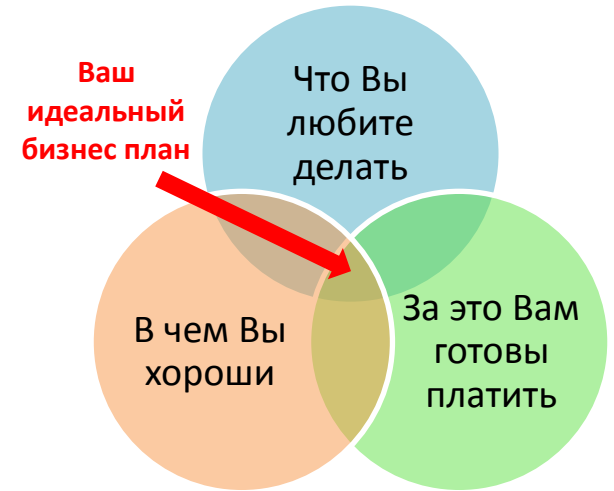 Ваш
идеальный
бизнес план
Что Вы
любите
делать
В чем Вы
хороши
За это Вам
готовы
платить